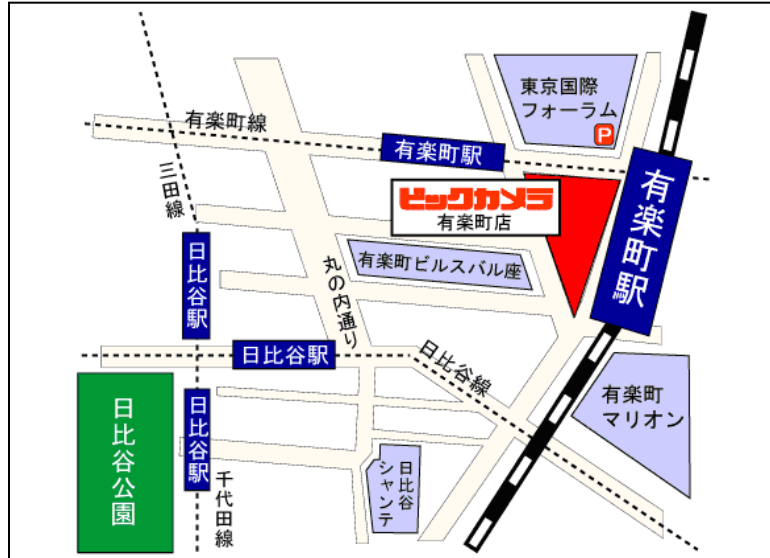 東京国際
フォーラム
P
有楽町線
有楽町駅
三田線
ビックカメラ
有楽町店
有楽町駅
有楽町ビルスバル座
丸の内通り
日比谷駅
日比谷駅
日比谷線
有楽町
マリオン
日比谷公園
日比谷駅
日比谷
シャンテ
千代田線